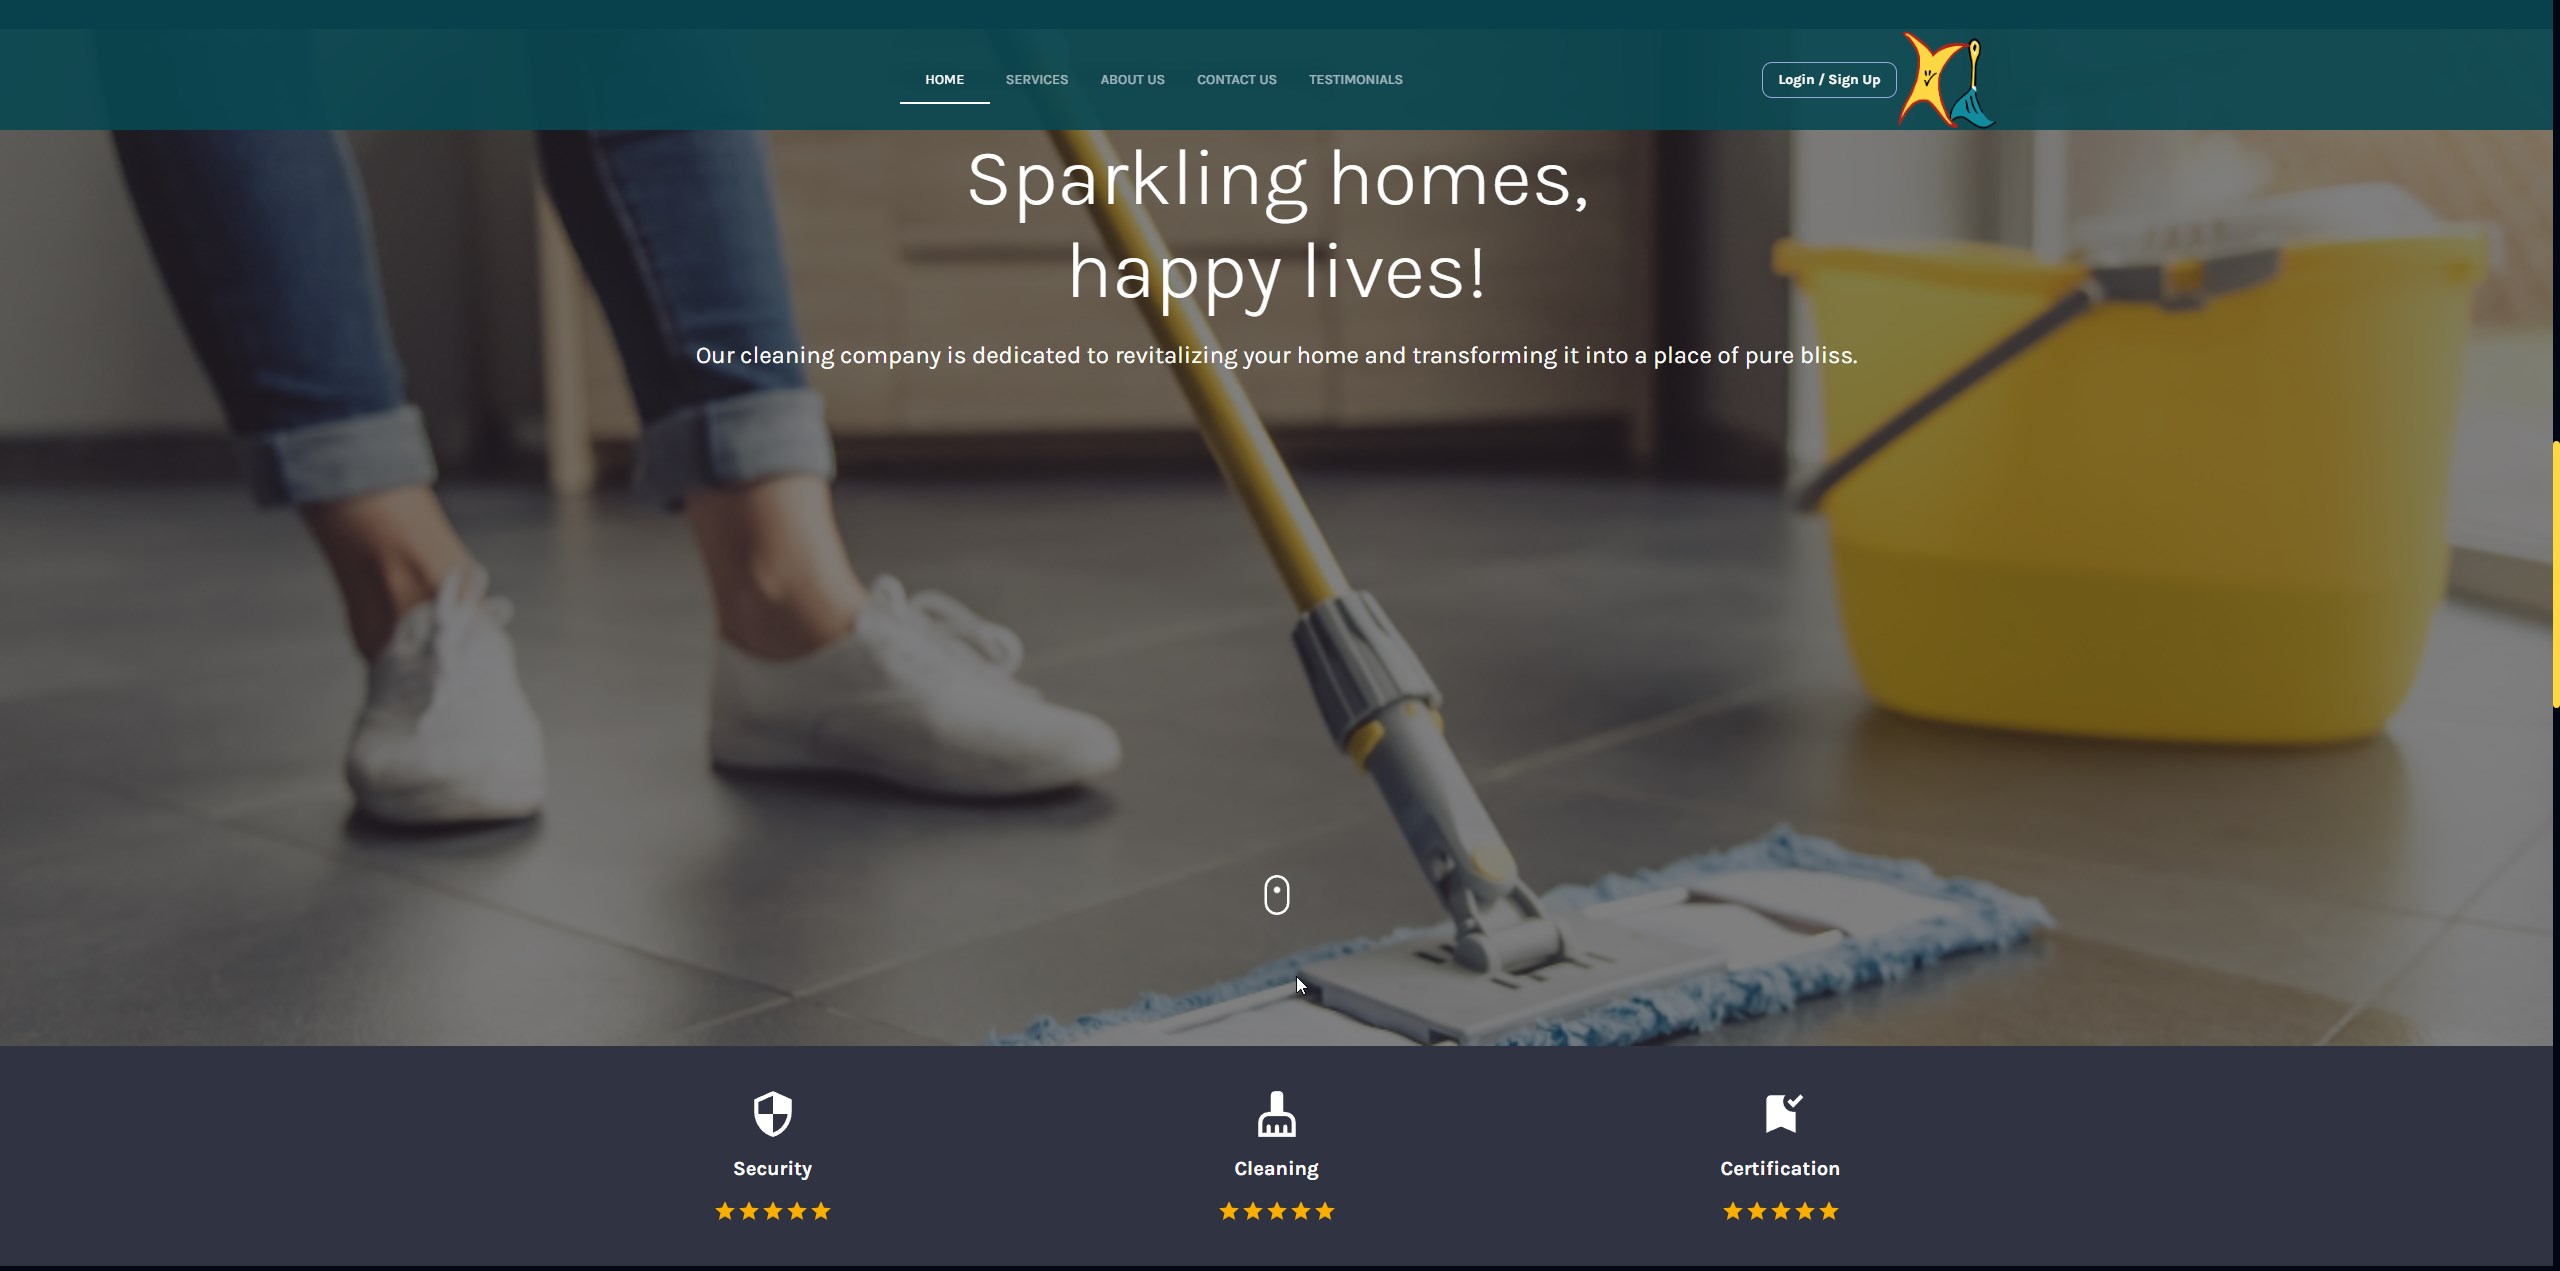 HOME SERVICES ABOUT US CONTACT US TESTIMONIALS Login / Sign Up
Sparkling homes,
happy lives!
Our cleaning company is dedicated to revitalizing your home and transforming it into a place of pure bliss.
Security Cleaning Certification